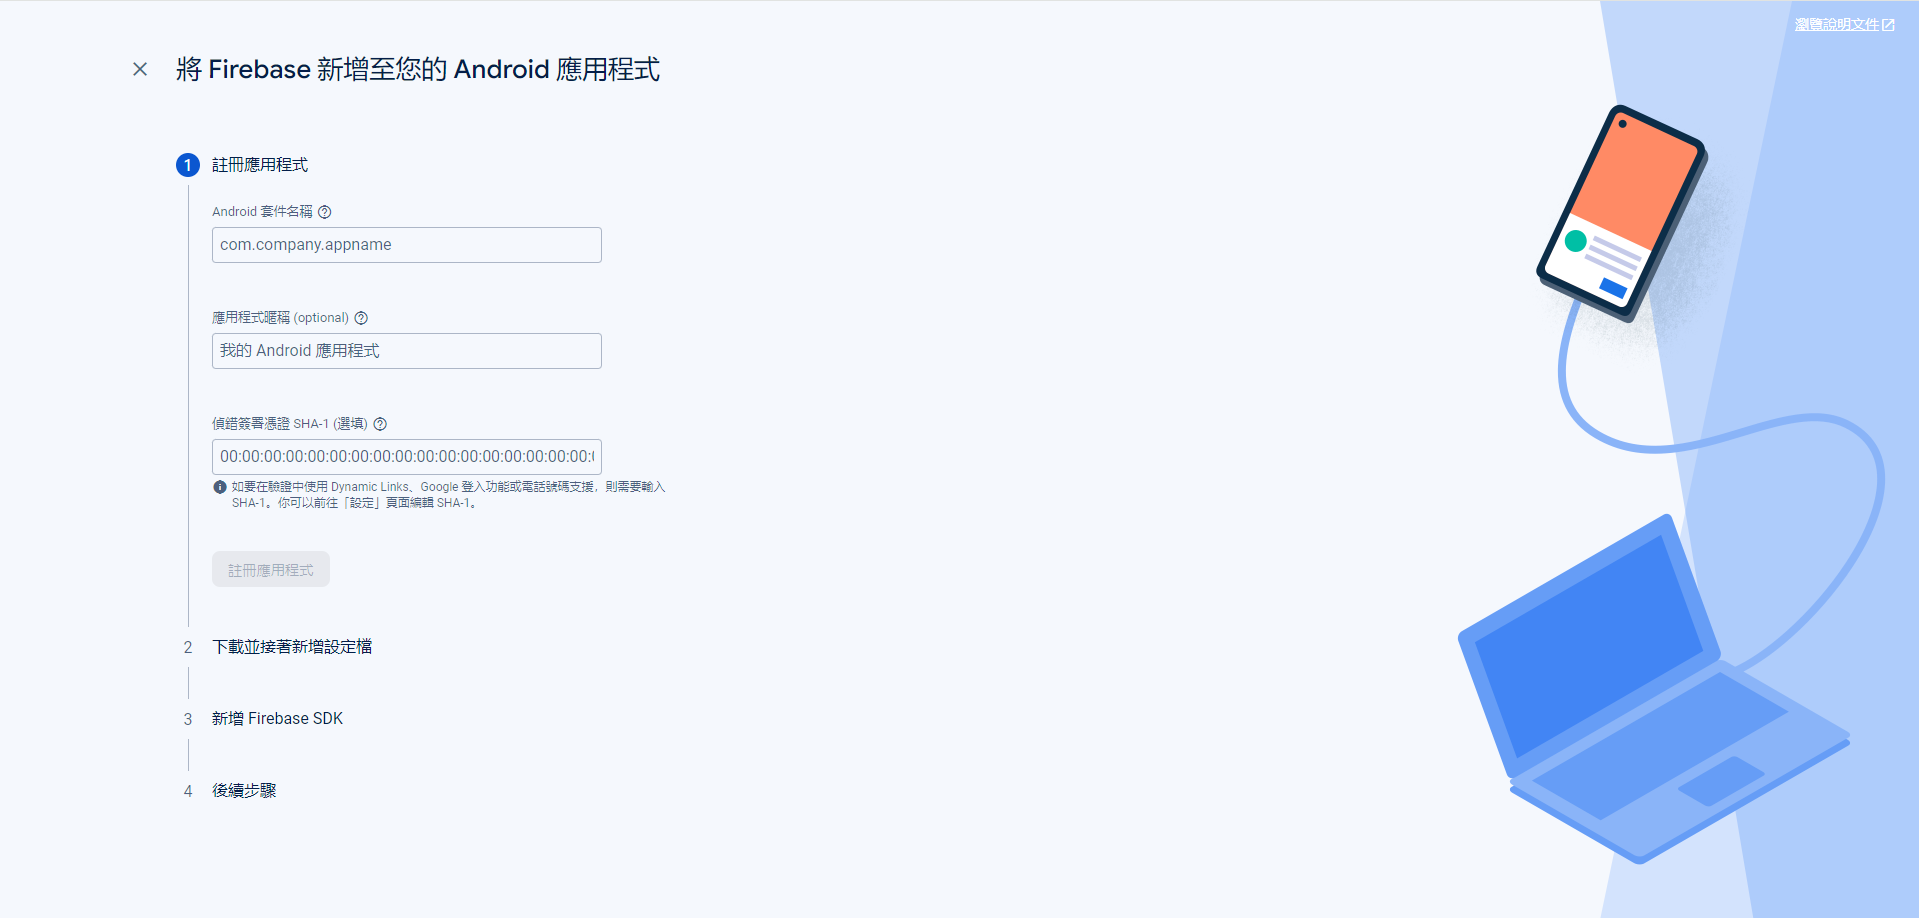 瀏覽說明文件
將 Firebase 新增至您的 Android 應用程式
1 註冊應用程式
Android 套件名稱
com.company.appname
應用程式暱稱 (optional)
我的 Android 應用程式
偵錯簽署憑證 SHA-1 (選填)
00:00:00:00:00:00:00:00:00:00:00:00:00:00:00:00:00:
如要在驗證中使用 Dynamic Links、Google 登入功能或電話號碼支援，則需要輸入
SHA-1。你可以前往「設定」頁面編輯 SHA-1。
註冊應用程式
2 下載並接著新增設定檔
3 新增 Firebase SDK
4 後續步驟